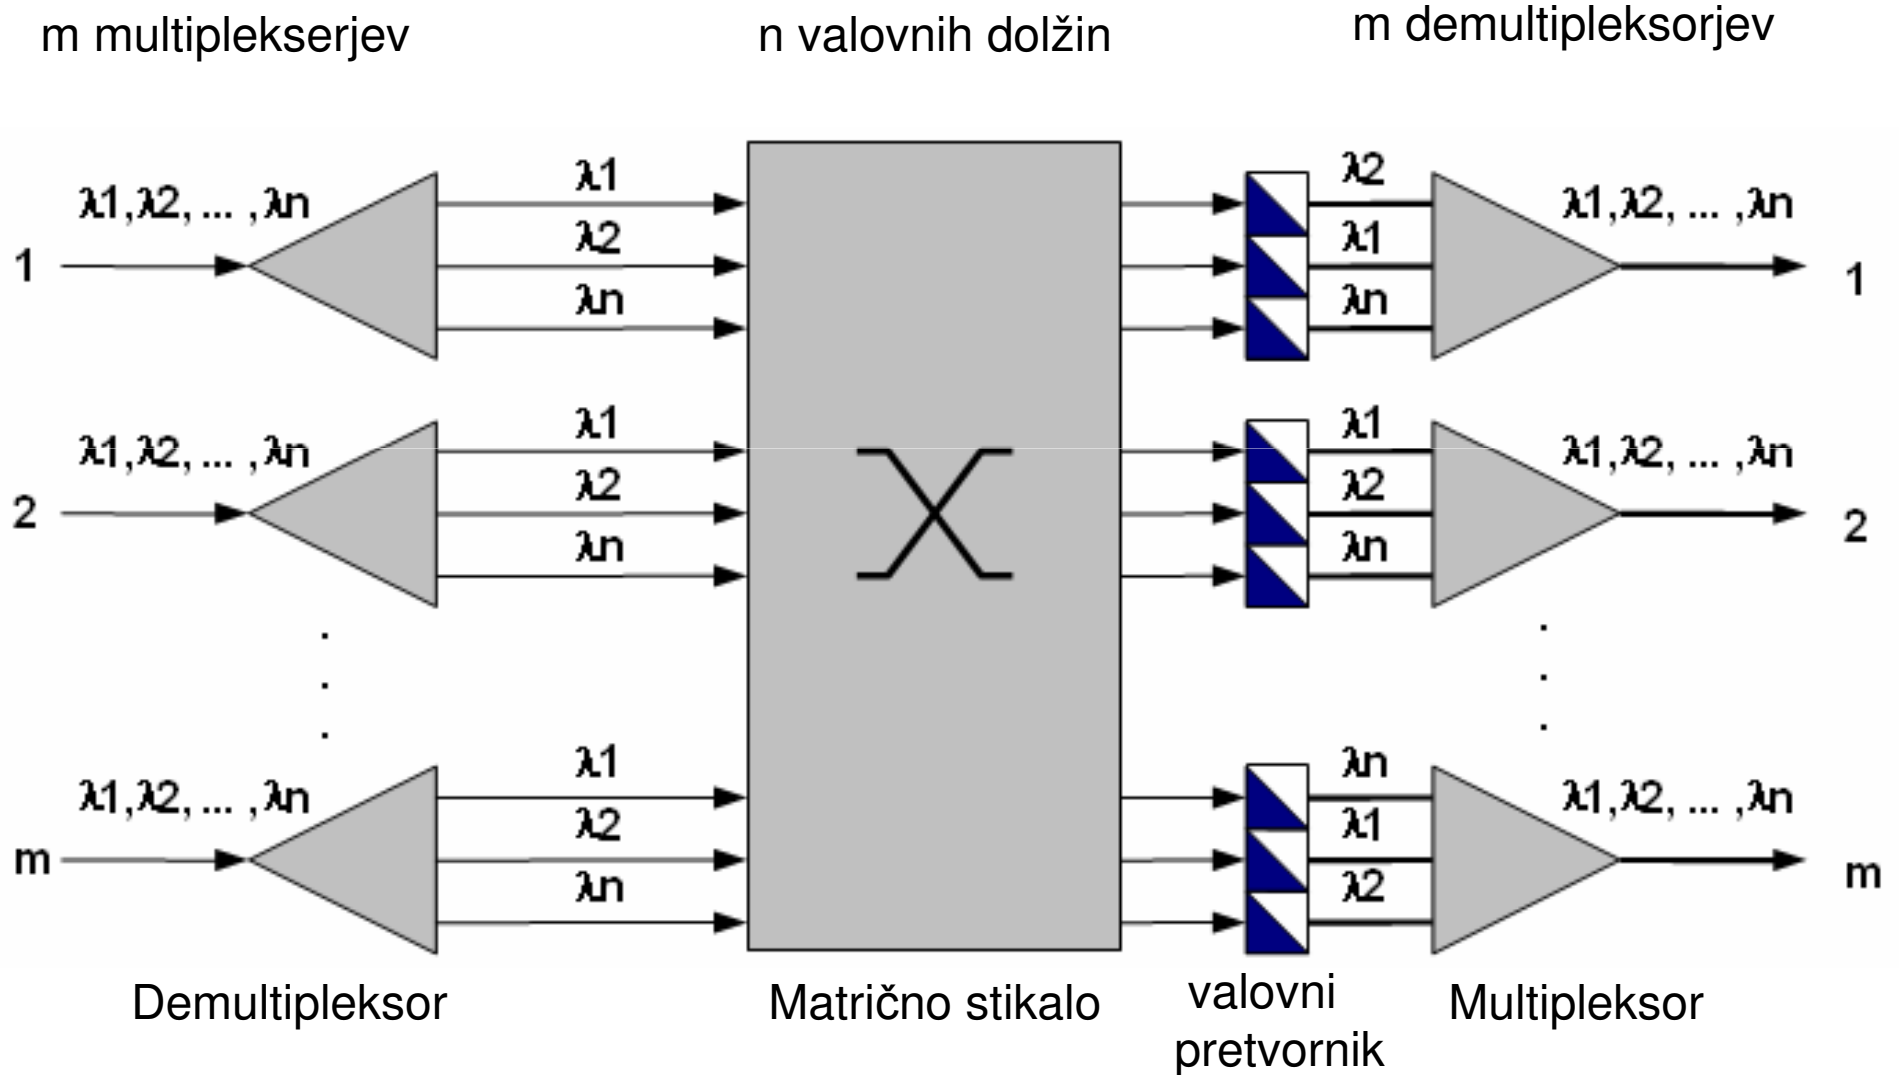 m multiplekserjev
n valovnih dolžin
m demultipleksorjev
λ1,λ2, ... ,λn
1
λ1
λ2
λn
λ2
λ1
λn
λ1,λ2, ... ,λn
1
λ1,λ2, ... ,λn
2
λ1
λ2
λn
λ1
λ2
λn
λ1,λ2, ... ,λn
2
λ1,λ2, ... ,λn
m
λ1
λ2
λn
λn
λ1
λ2
λ1,λ2, ... ,λn
m
Demultipleksor
Matrično stikalo
valovni
pretvornik
Multipleksor